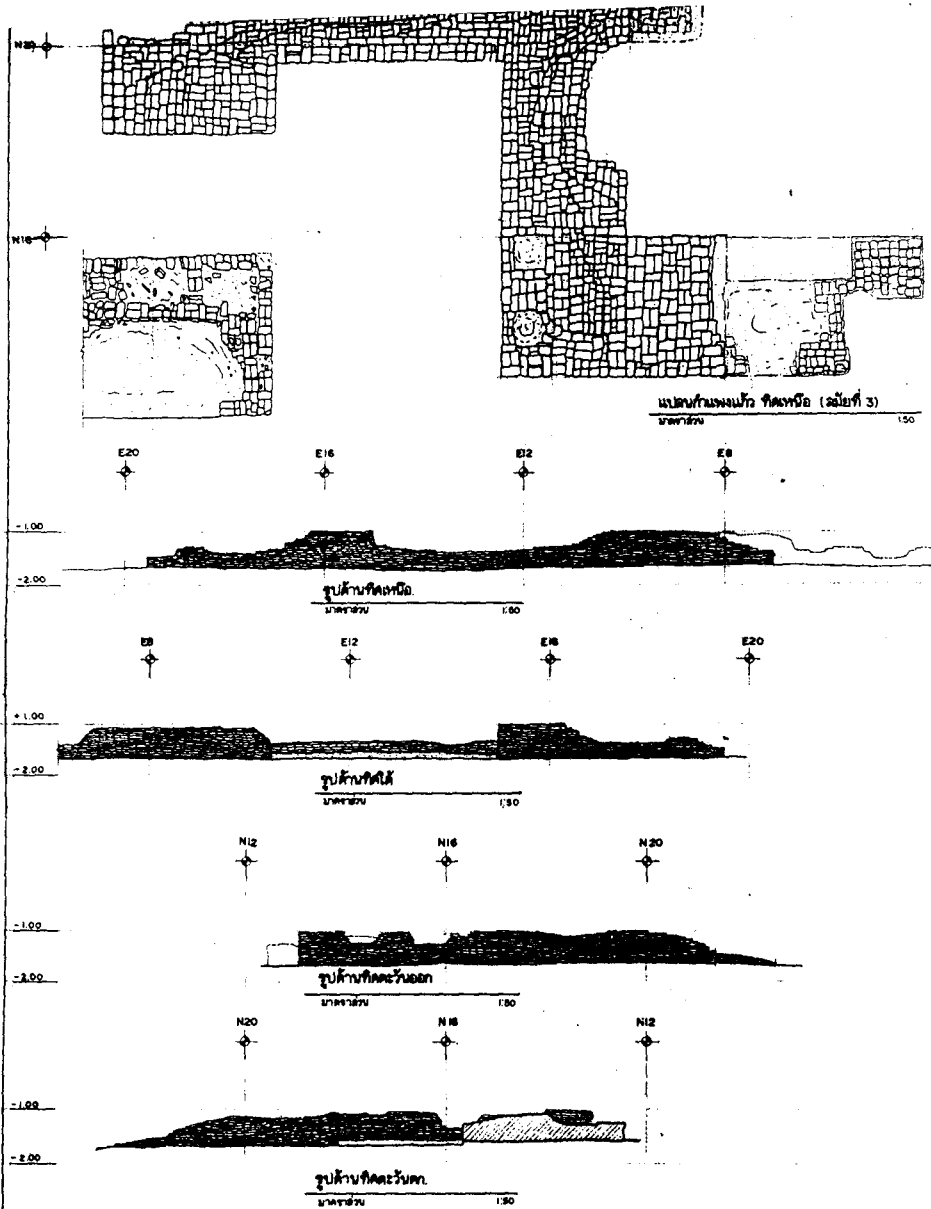 N20
N16
แปลนกำแพงแก้ว ทิศเหนือ (สมัยที่ 3)
มาตราส่วน 1:50
E20 E16 E12 E8
-1.00
-2.00
รูปด้านทิศเหนือ.
มาตราส่วน 1:50
E8 E12 E16 E20
+1.00
-2.00
รูปด้านทิศใต้
มาตราส่วน 1:50
N12 N16 N20
-1.00
-2.00
รูปด้านทิศตะวันออก
มาตราส่วน 1:50
N20 N16 N12
-1.00
-2.00
รูปด้านทิศตะวันตก.
มาตราส่วน 1:50